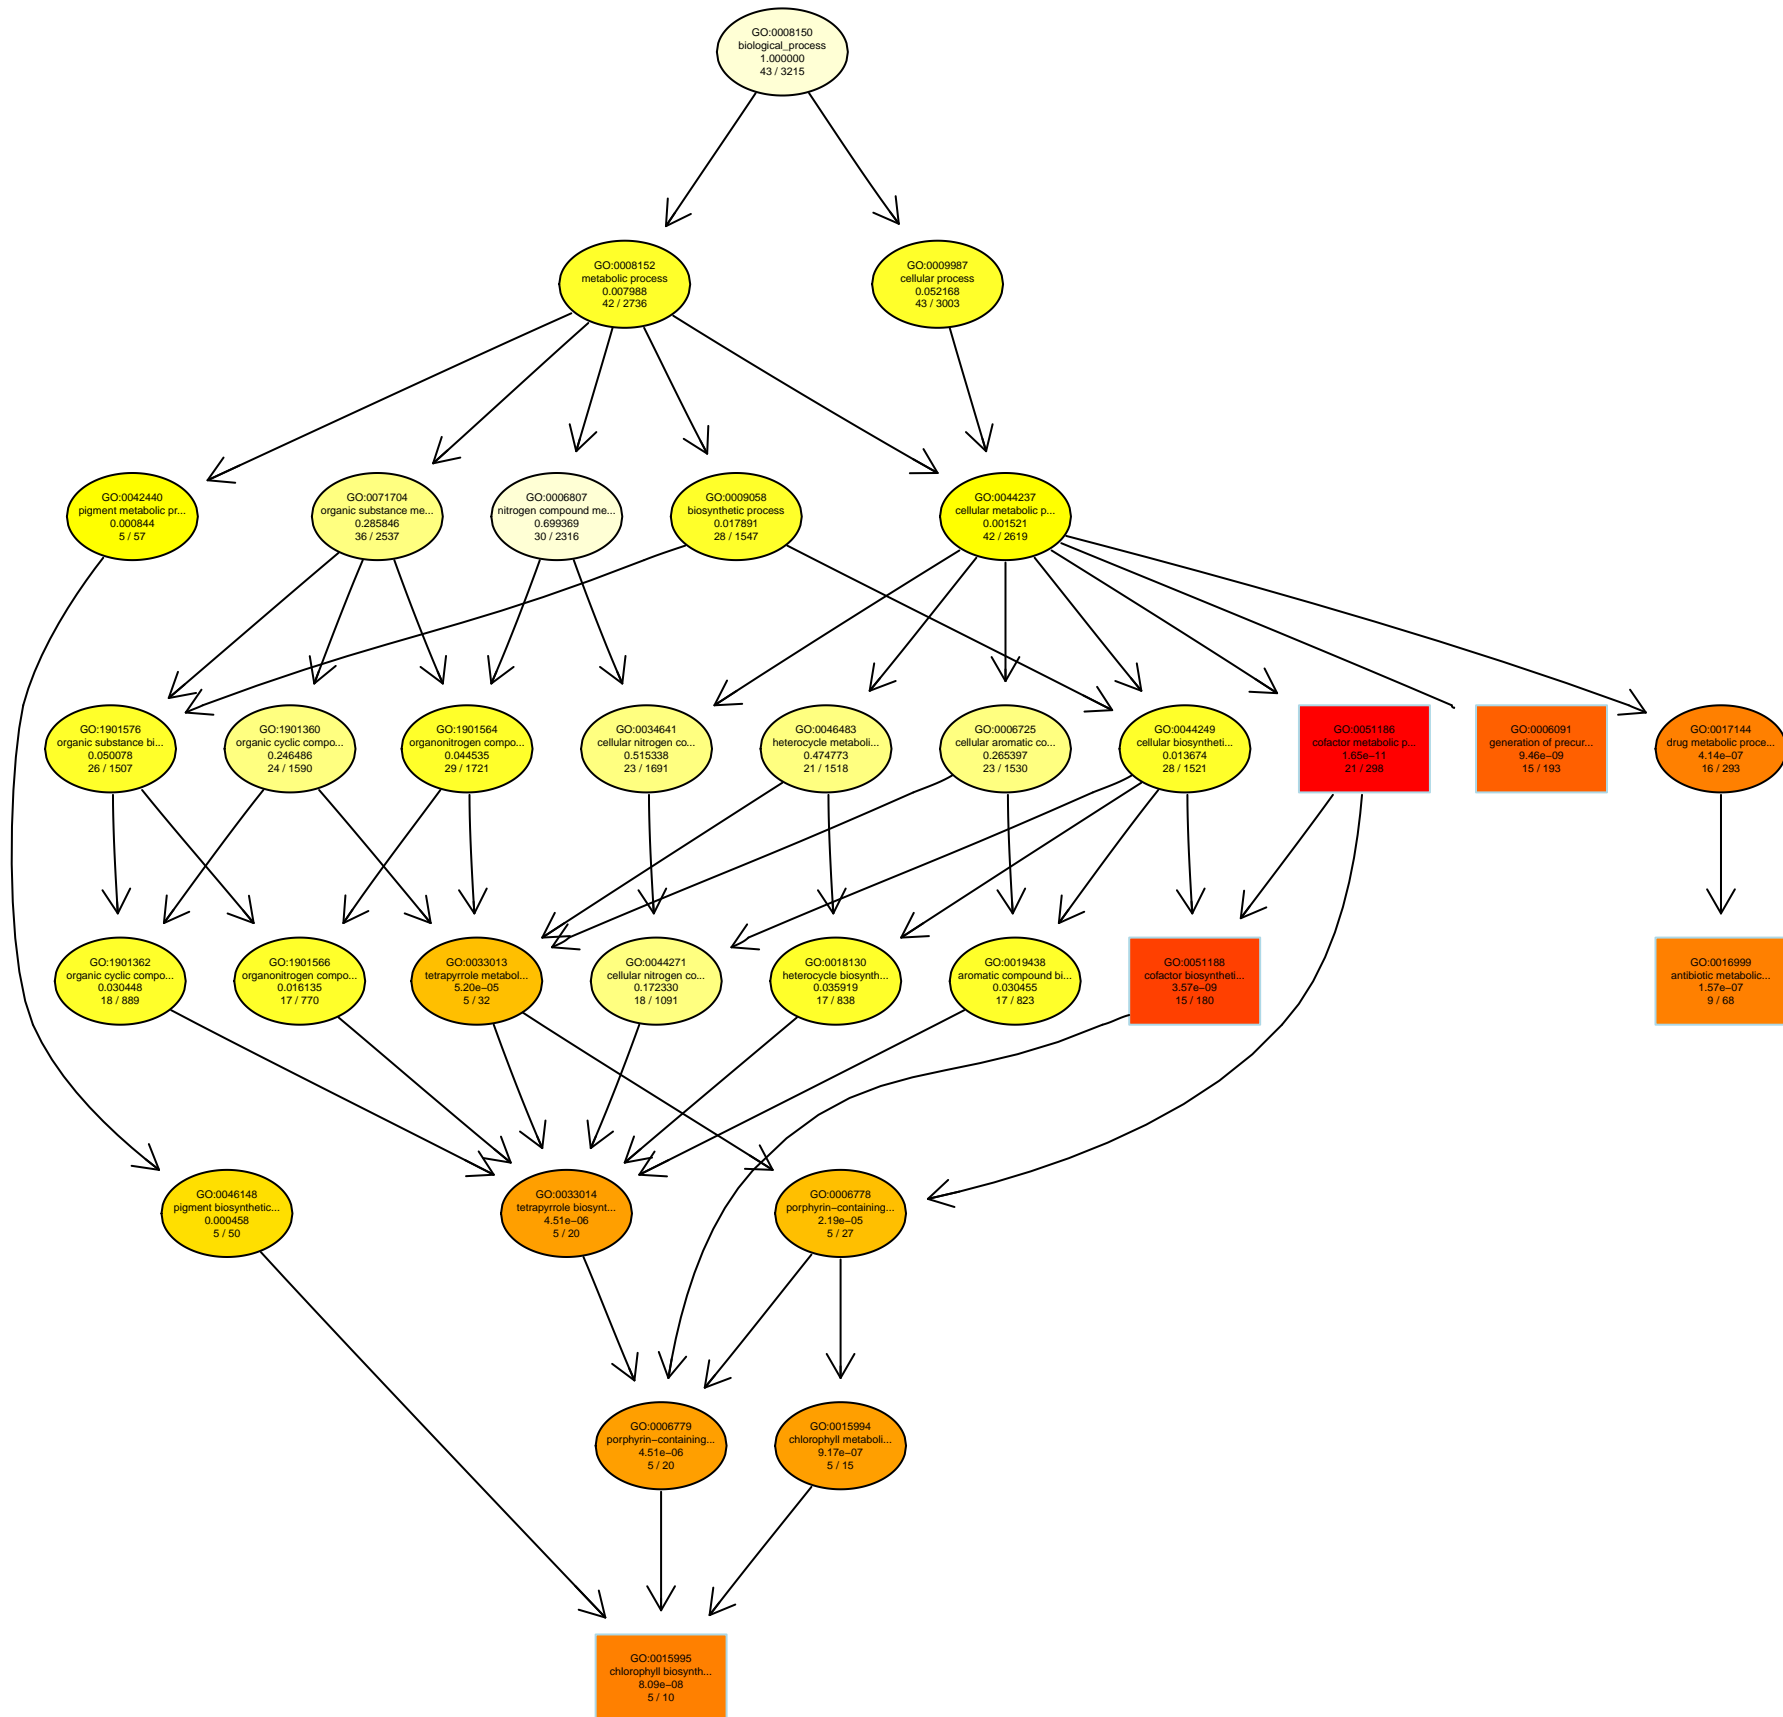 GO:0008150
biological_process
1.000000
43 / 3215
GO:0008152
metabolic process
0.007988
42 / 2736
GO:0009987
cellular process
0.052168
43 / 3003
GO:0042440
pigment metabolic pr...
0.000844
5 / 57
GO:0071704
organic substance me...
0.285846
36 / 2537
GO:0006807
nitrogen compound me...
0.699369
30 / 2316
GO:0009058
biosynthetic process
0.017891
28 / 1547
GO:0044237
cellular metabolic p...
0.001521
42 / 2619
GO:1901576
organic substance bi...
0.050078
26 / 1507
GO:1901360
organic cyclic compo...
0.246486
24 / 1590
GO:1901564
organonitrogen compo...
0.044535
29 / 1721
GO:0034641
cellular nitrogen co...
0.515338
23 / 1691
GO:0046483
heterocycle metaboli...
0.474773
21 / 1518
GO:0006725
cellular aromatic co...
0.265397
23 / 1530
GO:0044249
cellular biosyntheti...
0.013674
28 / 1521
GO:0051186
cofactor metabolic p...
1.65e−11
21 / 298
GO:0006091
generation of precur...
9.46e−09
15 / 193
GO:0017144
drug metabolic proce...
4.14e−07
16 / 293
GO:1901362
organic cyclic compo...
0.030448
18 / 889
GO:1901566
organonitrogen compo...
0.016135
17 / 770
GO:0033013
tetrapyrrole metabol...
5.20e−05
5 / 32
GO:0044271
cellular nitrogen co...
0.172330
18 / 1091
GO:0018130
heterocycle biosynth...
0.035919
17 / 838
GO:0019438
aromatic compound bi...
0.030455
17 / 823
GO:0051188
cofactor biosyntheti...
3.57e−09
15 / 180
GO:0016999
antibiotic metabolic...
1.57e−07
9 / 68
GO:0046148
pigment biosynthetic...
0.000458
5 / 50
GO:0033014
tetrapyrrole biosynt...
4.51e−06
5 / 20
GO:0006778
porphyrin−containing...
2.19e−05
5 / 27
GO:0006779
porphyrin−containing...
4.51e−06
5 / 20
GO:0015994
chlorophyll metaboli...
9.17e−07
5 / 15
GO:0015995
chlorophyll biosynth...
8.09e−08
5 / 10